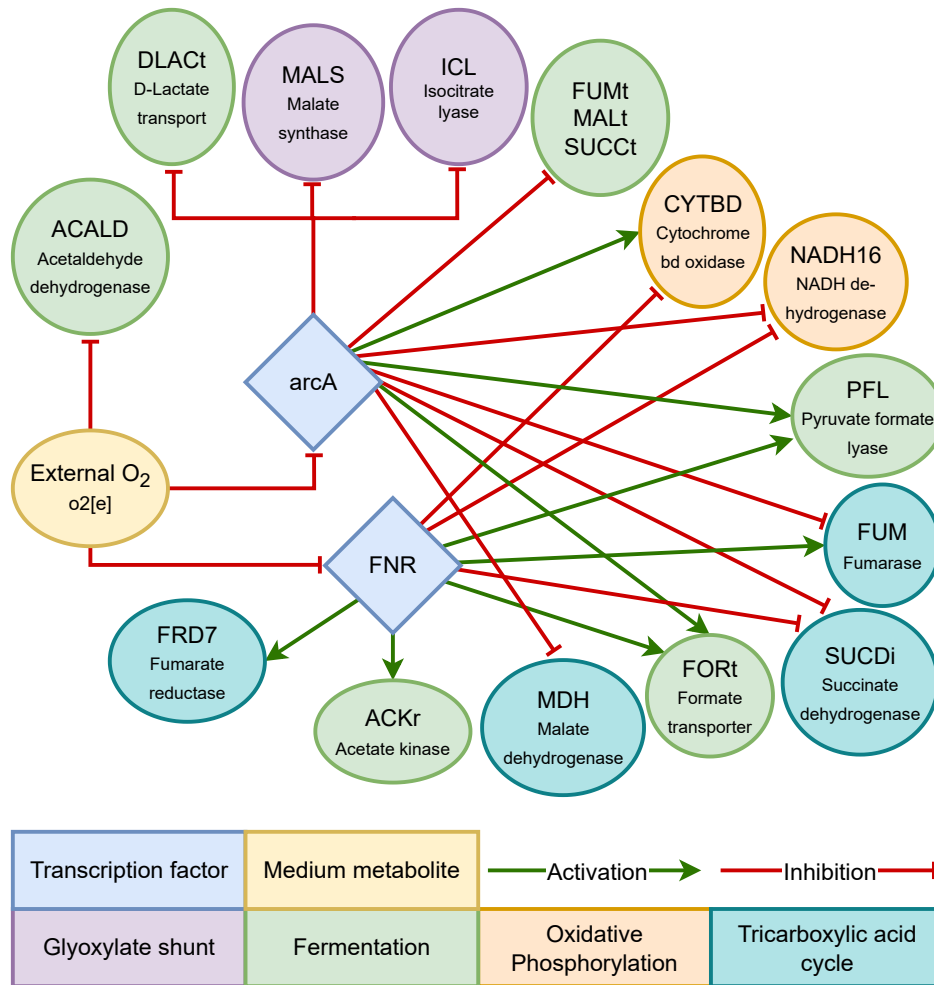 DLACt
D-Lactate
transport
MALS
Malate
synthase
ICL
Isocitrate
lyase
FUMt
MALt
SUCCt
CYTBD
Cytochrome
bd oxidase
ACALD
Acetaldehyde
dehydrogenase
NADH16
NADH de-
hydrogenase
arcA
PFL
Pyruvate formate
lyase
External O2
o2[e]
FUM
Fumarase
FNR
FRD7
Fumarate
reductase
ACKr
Acetate kinase
MDH
Malate
dehydrogenase
FORt
Formate
transporter
SUCDi
Succinate
dehydrogenase
Transcription factor
Medium metabolite
Activation
Inhibition
Glyoxylate shunt
Fermentation
Oxidative
Phosphorylation
Tricarboxylic acid
cycle